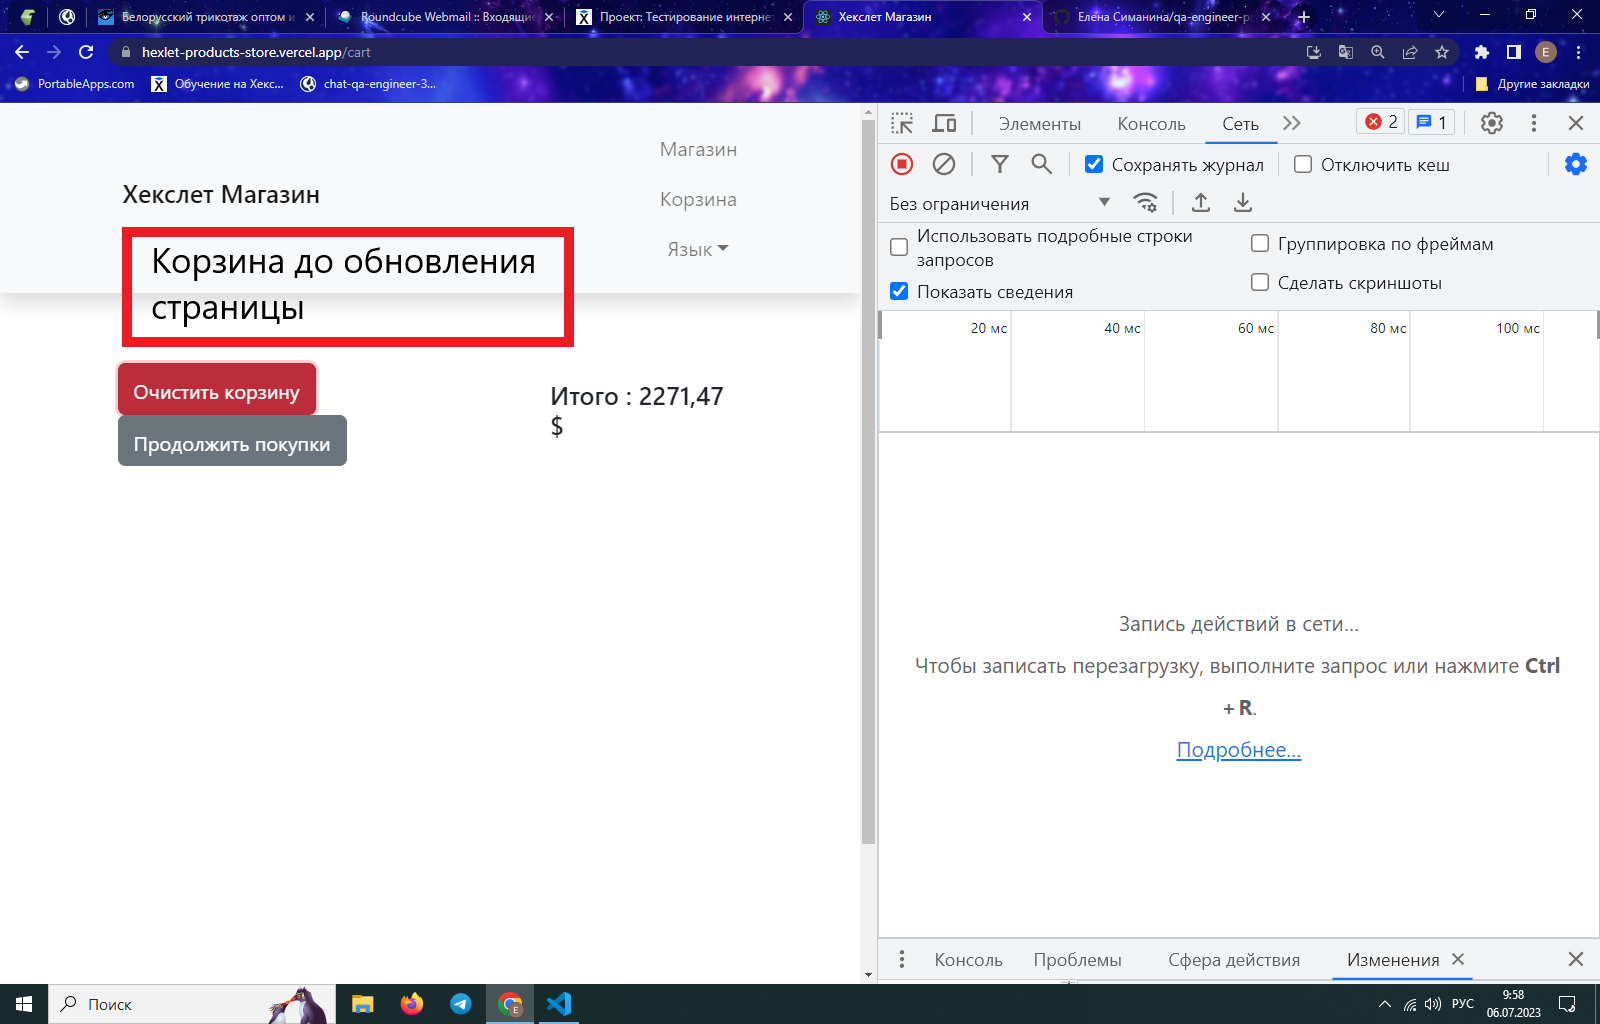 Белорусский трикотаж оптом и
Roundcube Webmail :: Входящие
Проект: Тестирование интернет
Хекслет Магазин
Елена Симанина/qa-engineer-pr
hexlet-products-store.vercel.app/cart
E
PortableApps.com
Обучение на Хекс...
chat-qa-engineer-3...
Другие закладки
Хекслет Магазин
Магазин
Корзина
Язык
Корзина до обновления
страницы
Очистить корзину
Продолжить покупки
Итого : 2271,47
$
Элементы
Консоль
Сеть
2
1
Сохранять журнал
Отключить кеш
Без ограничения
Использовать подробные строки
запросов
Группировка по фреймам
Показать сведения
Сделать скриншоты
20 мс
40 мс
60 мс
80 мс
100 мс
Запись действий в сети...
Чтобы записать перезагрузку, выполните запрос или нажмите Ctrl
+ R.
Подробнее...
Консоль
Проблемы
Сфера действия
Изменения
Поиск
E
РУС
9:58
06.07.2023